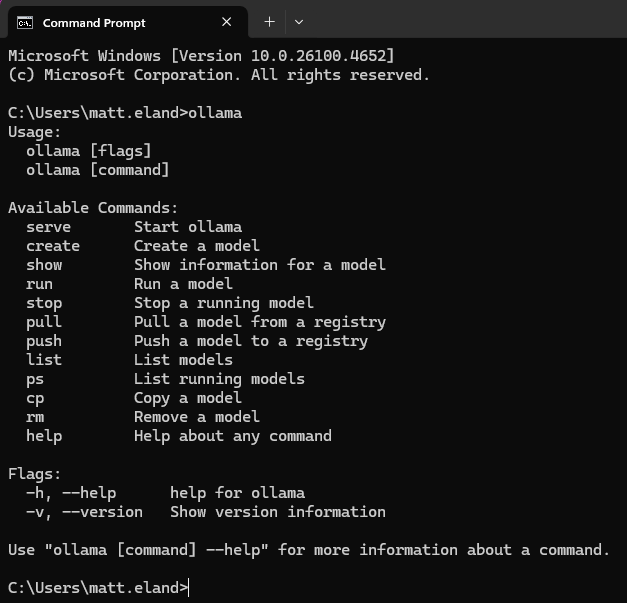 Command Prompt
Microsoft Windows [Version 10.0.26100.4652]
(c) Microsoft Corporation. All rights reserved.

C:\Users\matt.eland>ollama
Usage:
  ollama [flags]
  ollama [command]

Available Commands:
  serve       Start ollama
  create      Create a model
  show        Show information for a model
  run         Run a model
  stop        Stop a running model
  pull        Pull a model from a registry
  push        Push a model to a registry
  list        List models
  ps          List running models
  cp          Copy a model
  rm          Remove a model
  help        Help about any command

Flags:
  -h, --help      help for ollama
  -v, --version   Show version information

Use "ollama [command] --help" for more information about a command.

C:\Users\matt.eland>